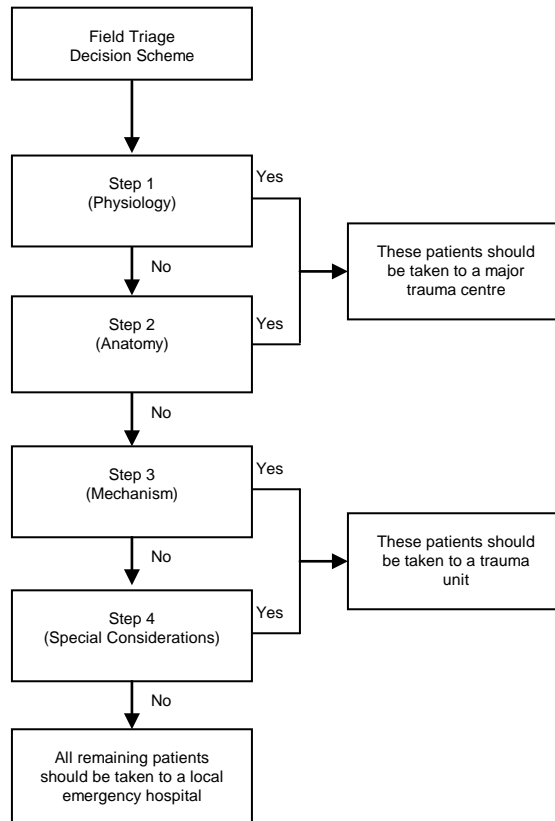 Field Triage
Decision Scheme
Step 1
(Physiology)
Yes
These patients should
be taken to a major
trauma centre
No
Step 2
(Anatomy)
Yes
No
Step 3
(Mechanism)
Yes
These patients should
be taken to a trauma
unit
No
Step 4
(Special Considerations)
Yes
No
All remaining patients
should be taken to a local
emergency hospital